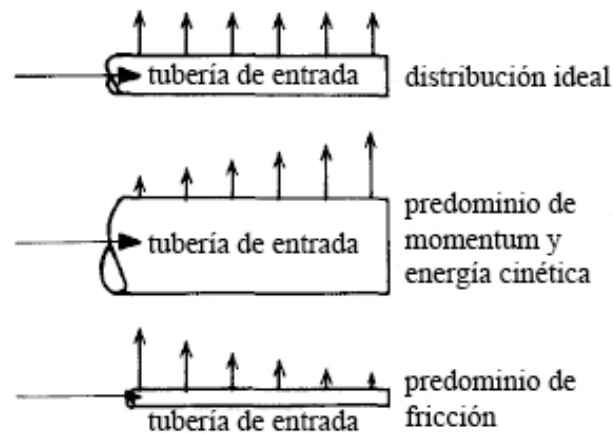 tubería de entrada
distribución ideal
tubería de entrada
predominio de
momentum y
energía cinética
tubería de entrada
predominio de
fricción